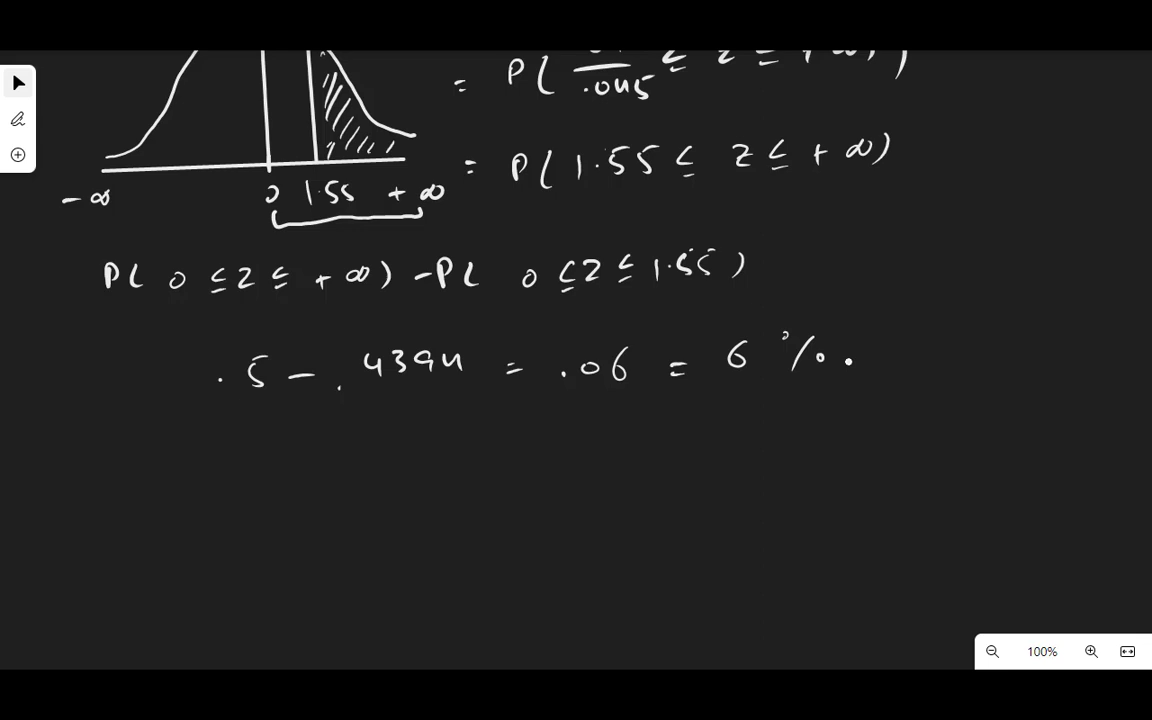 = P( .045 ≤ z ≤ + ∞)
= P( 1.55 ≤ z ≤ + ∞)
- ∞ 0 1.55 + ∞
P( 0 ≤ z ≤ + ∞) - P( 0 ≤ z ≤ 1.55 )
.5 - .4394 = .06 = 6 %.
100%